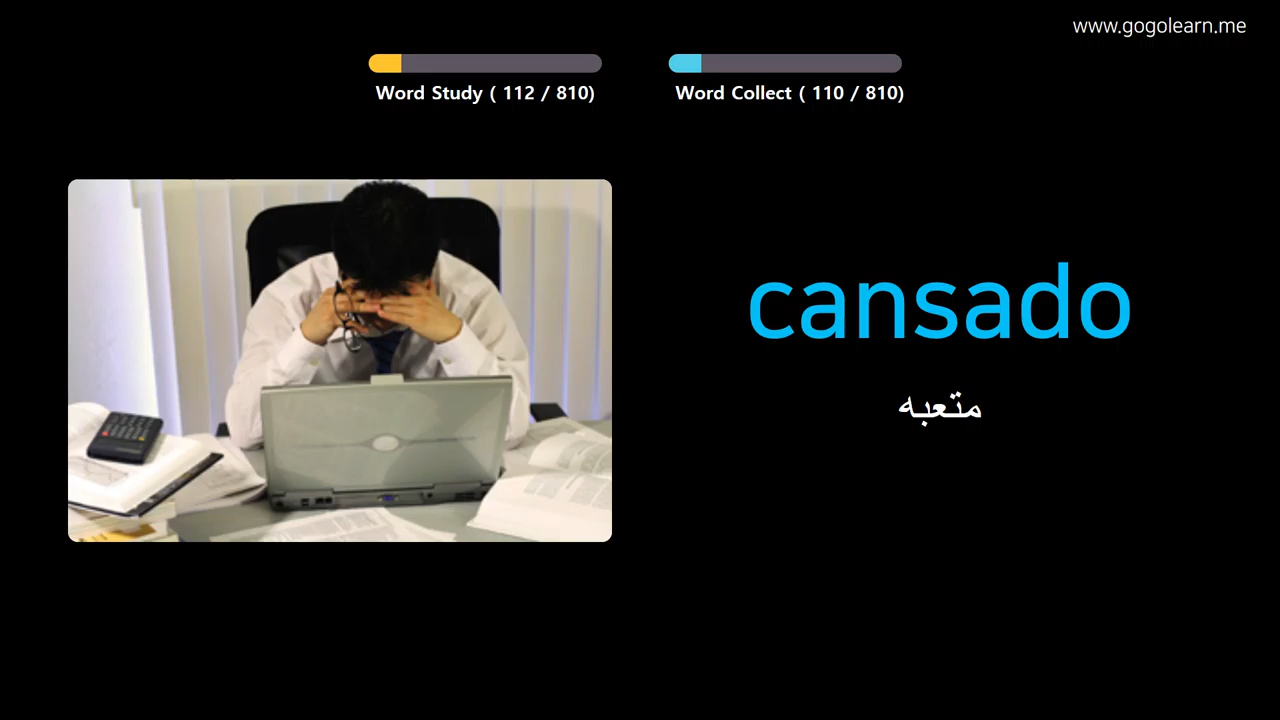 www.gogolearn.me
Word Study ( 112 / 810)
Word Collect ( 110 / 810)
cansado
متعبه